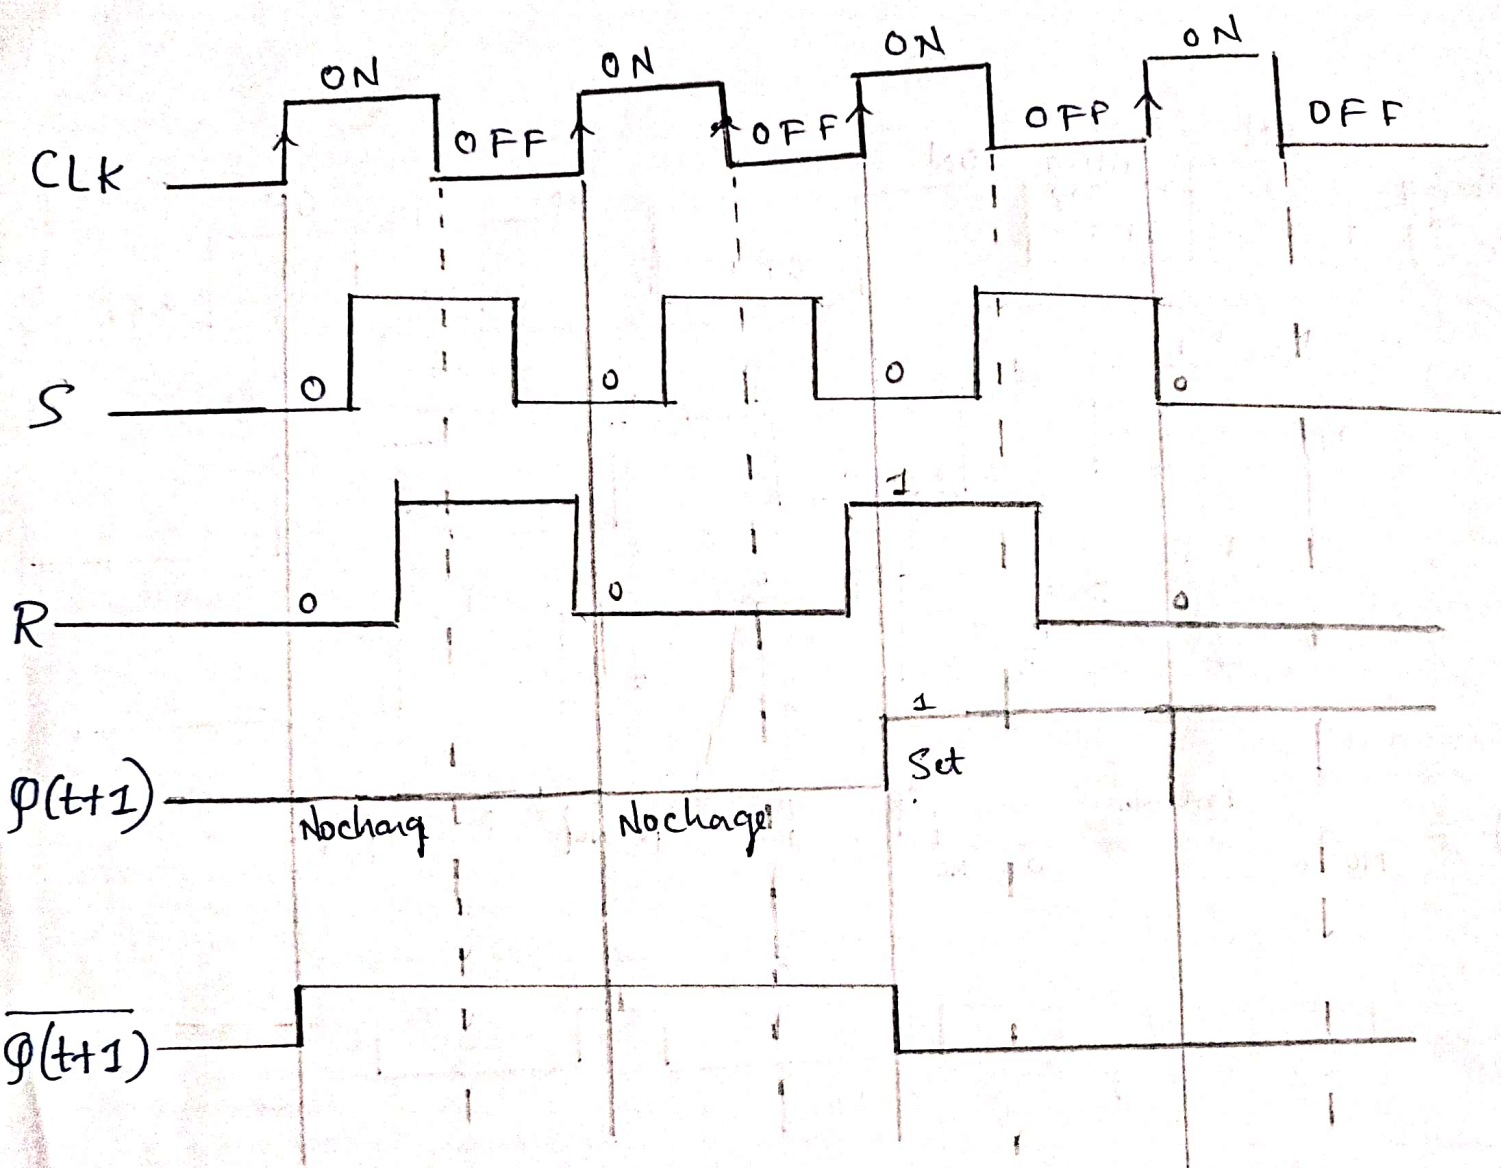 ON ON ON ON
CLK OFF OFF OFP OFF
S 0 0 0 0
1
R 0 0 0
1
Set
Q(t+1)
Nochang Nochage
Q(t+1)